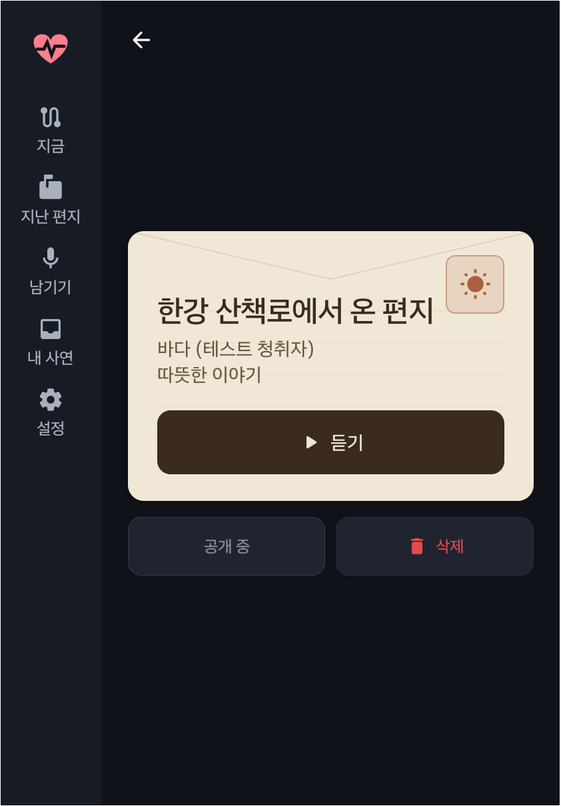 지금
지난 편지
남기기
내 사연
설정
한강 산책로에서 온 편지
바다 (테스트 청취자)
따뜻한 이야기
듣기
공개 중
삭제